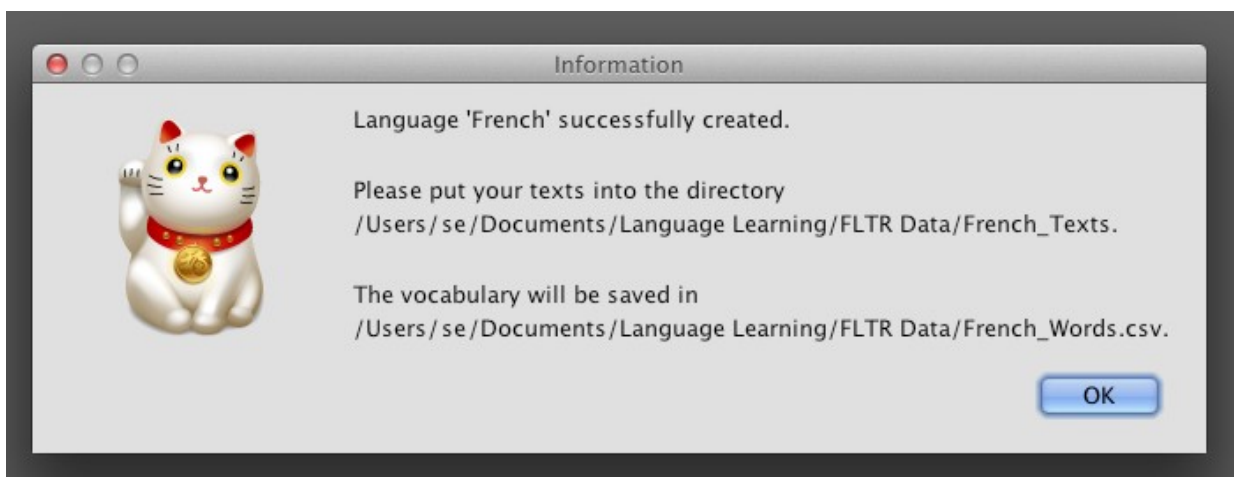 Information
Language 'French' successfully created.
Please put your texts into the directory
/Users/se/Documents/Language Learning/FLTR Data/French_Texts.
The vocabulary will be saved in
/Users/se/Documents/Language Learning/FLTR Data/French_Words.csv.
OK